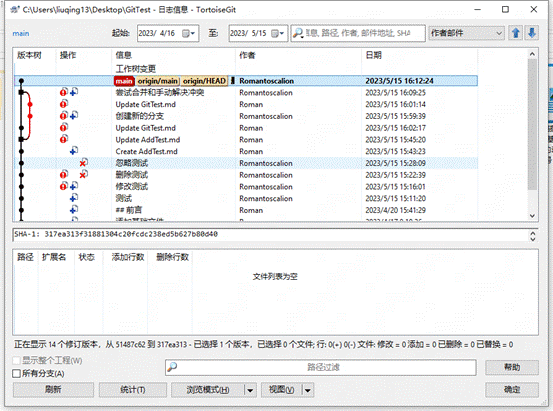 C:\Users\liuqing13\Desktop\GitTest - 日志信息 - TortoiseGit
main 起始: 2023/ 4/16 至: 2023/ 5/15 信息, 路径, 作者, 邮件地址, SHA 作者邮件
版本树 操作 信息 作者 日期
工作树变更
main origin/main origin/HEAD Romantoscalion 2023/5/15 16:12:24
尝试合并和手动解决冲突 Romantoscalion 2023/5/15 16:09:25
Update GitTest.md Roman 2023/5/15 16:01:14
创建新的分支 Romantoscalion 2023/5/15 15:59:39
Update GitTest.md Roman 2023/5/15 16:02:17
Update AddTest.md Roman 2023/5/15 15:45:20
Create AddTest.md Roman 2023/5/15 15:43:23
忽略测试 Romantoscalion 2023/5/15 15:28:09
删除测试 Romantoscalion 2023/5/15 15:22:39
修改测试 Romantoscalion 2023/5/15 15:16:01
测试 Romantoscalion 2023/5/15 15:11:20
## 前言 Roman 2023/4/20 15:41:29
SHA-1: 317ea313f31881304c20fcdc238ed5b627b80d40
路径 扩展名 状态 添加行数 删除行数
文件列表为空
正在显示 14 个修订版本，从 51487c62 到 317ea313 - 已选择 1 个版本，已选择 0 个文件; 行: 0(+) 0(-) 文件: 修改 = 0 添加 = 0 已删除 = 0 已替换 = 0
显示整个工程(W)
所有分支(A) 路径过滤 帮助
刷新 统计(T) 浏览模式(H) 视图(V) 确定